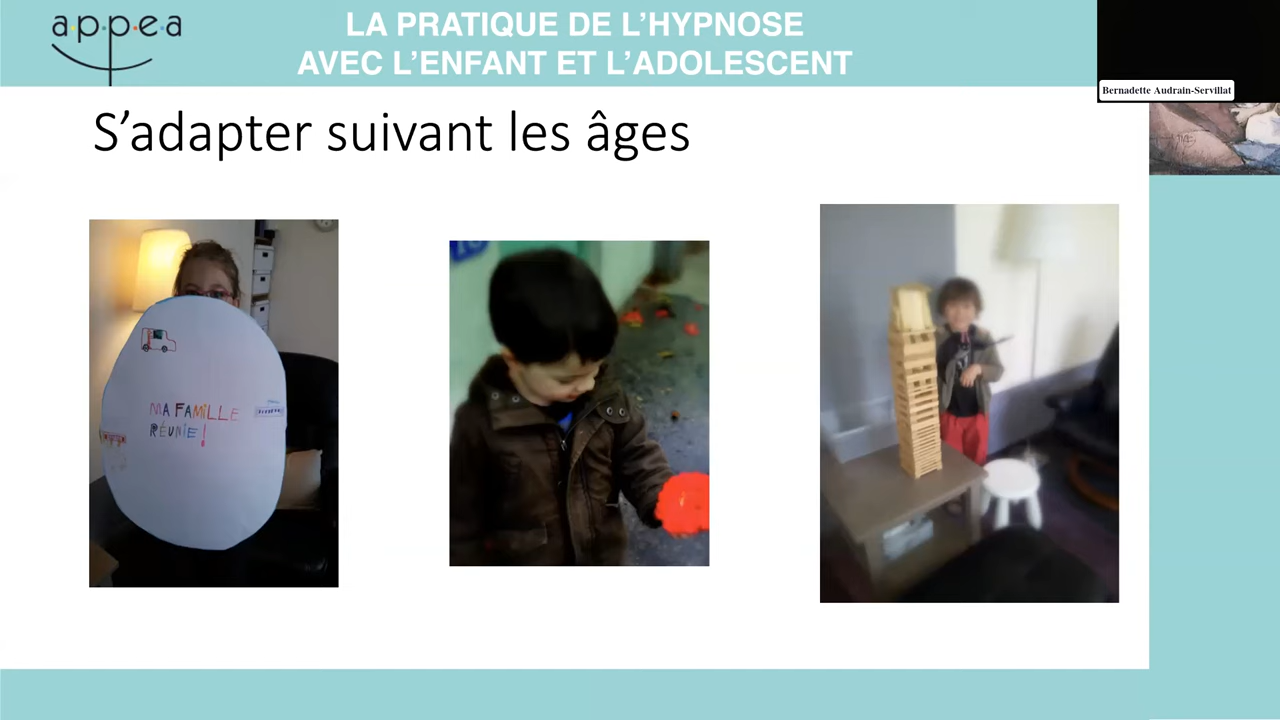 appea
LA PRATIQUE DE L'HYPNOSE
AVEC L'ENFANT ET L'ADOLESCENT
Bernadette Audrain-Servillat
S'adapter suivant les âges
MA FAMILLE
RÉUNIE !